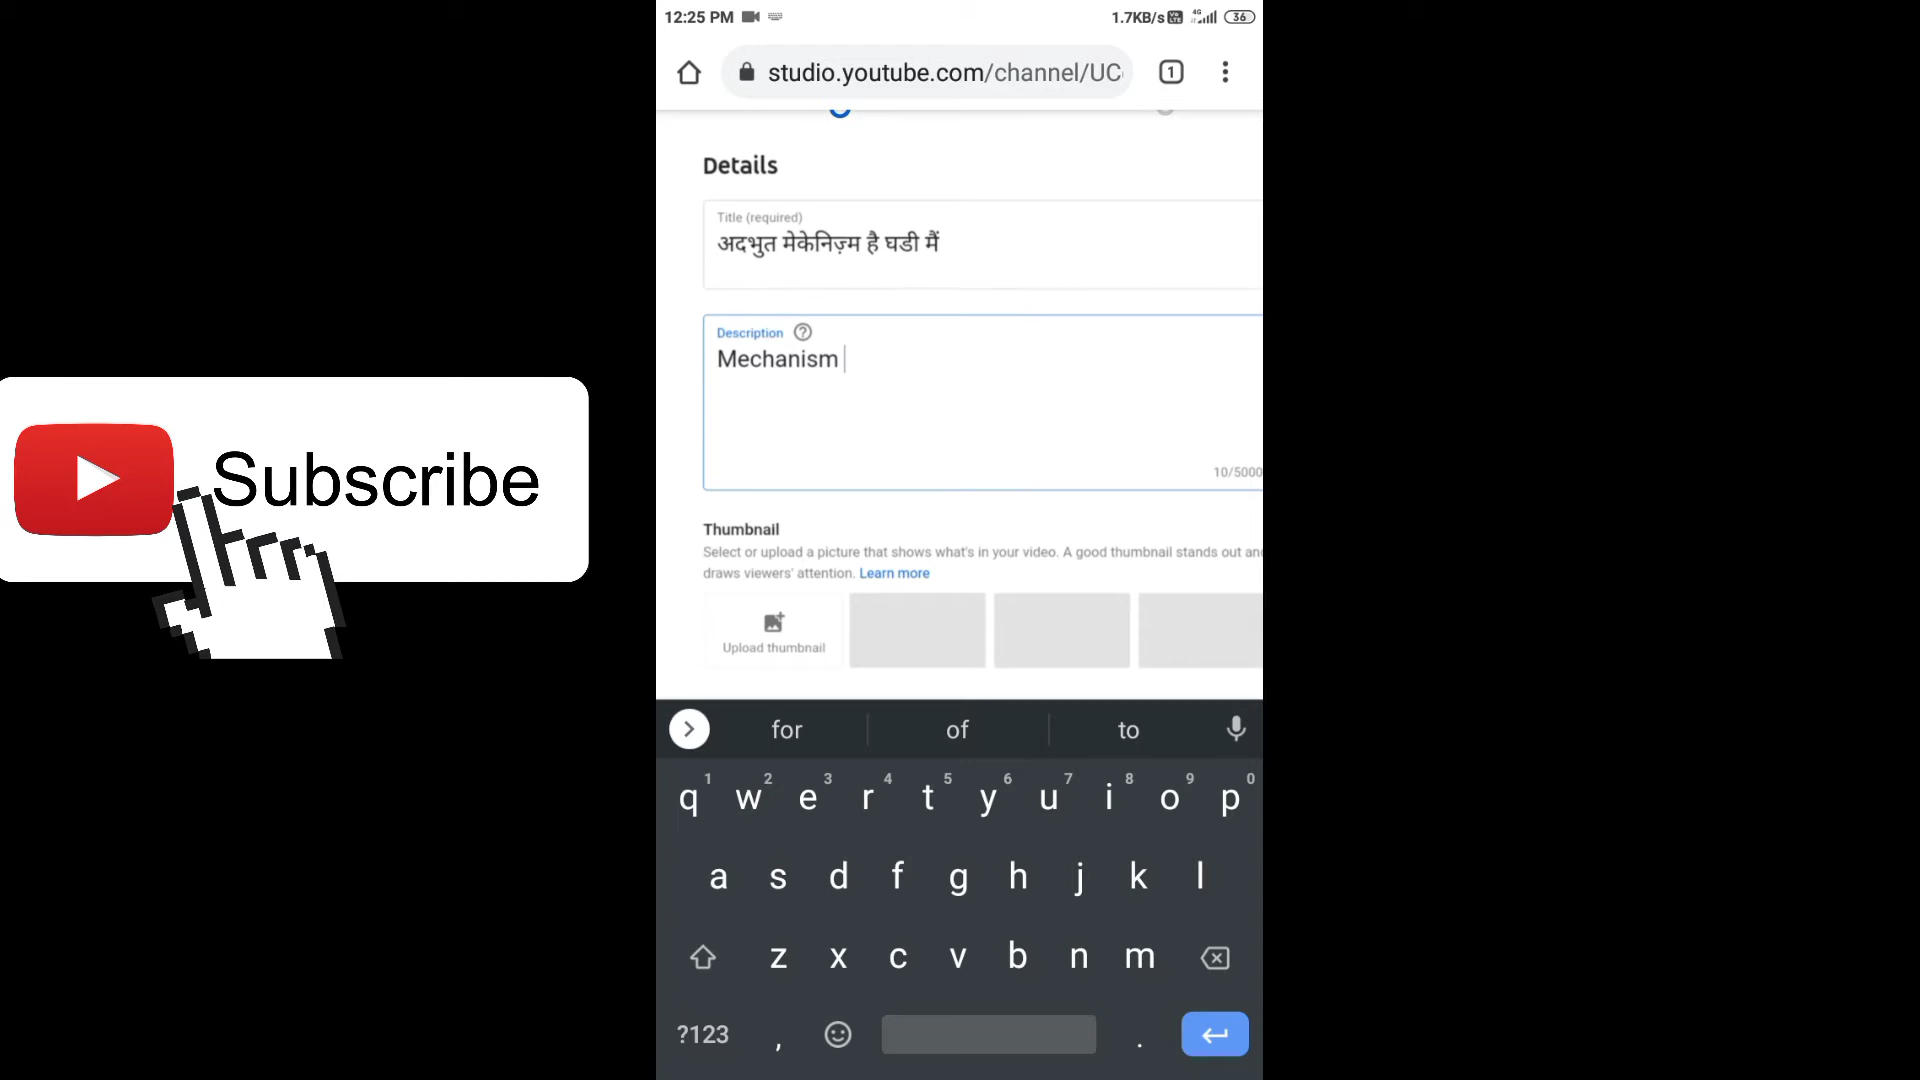 12:25 PM 1.7KB/s Vo LTE 4G 36
studio.youtube.com/channel/UC
1
Details
Title (required)
अदभुत मेकेनिज़्म है घडी मैं
Description
Mechanism
10/5000
Subscribe
Thumbnail
Select or upload a picture that shows what's in your video. A good thumbnail stands out and
draws viewers' attention. Learn more
Upload thumbnail
for of to
1 2 3 4 5 6 7 8 9 0
q w e r t y u i o p
a s d f g h j k l
z x c v b n m
?123 , .